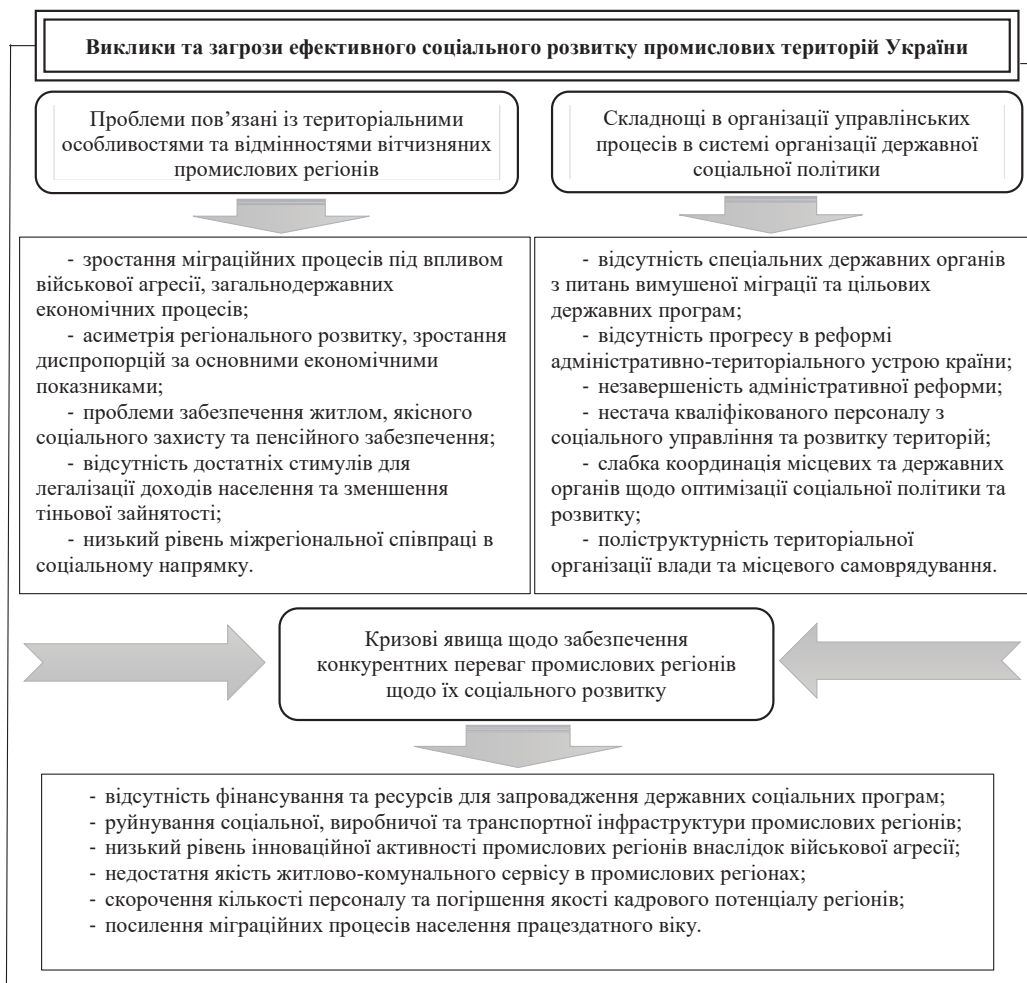 Виклики та загрози ефективного соціального розвитку промислових територій України
Проблеми пов’язані із територіальними
особливостями та відмінностями вітчизняних
промислових регіонів
Складнощі в організації управлінських
процесів в системі організації державної
соціальної політики
- зростання міграційних процесів під впливом
військової агресії, загальнодержавних
економічних процесів;
- асиметрія регіонального розвитку, зростання
диспропорцій за основними економічними
показниками;
- проблеми забезпечення житлом, якісного
соціального захисту та пенсійного забезпечення;
- відсутність достатніх стимулів для
легалізації доходів населення та зменшення
тіньової зайнятості;
- низький рівень міжрегіональної співпраці в
соціальному напрямку.
- відсутність спеціальних державних органів
з питань вимушеної міграції та цільових
державних програм;
- відсутність прогресу в реформі
адміністративно-територіального устрою країни;
- незавершеність адміністративної реформи;
- нестача кваліфікованого персоналу з
соціального управління та розвитку територій;
- слабка координація місцевих та державних
органів щодо оптимізації соціальної політики та
розвитку;
- поліструктурність територіальної
організації влади та місцевого самоврядування.
Кризові явища щодо забезпечення
конкурентних переваг промислових регіонів
щодо їх соціального розвитку
- відсутність фінансування та ресурсів для запровадження державних соціальних програм;
- руйнування соціальної, виробничої та транспортної інфраструктури промислових регіонів;
- низький рівень інноваційної активності промислових регіонів внаслідок військової агресії;
- недостатня якість житлово-комунального сервісу в промислових регіонах;
- скорочення кількості персоналу та погіршення якості кадрового потенціалу регіонів;
- посилення міграційних процесів населення працездатного віку.